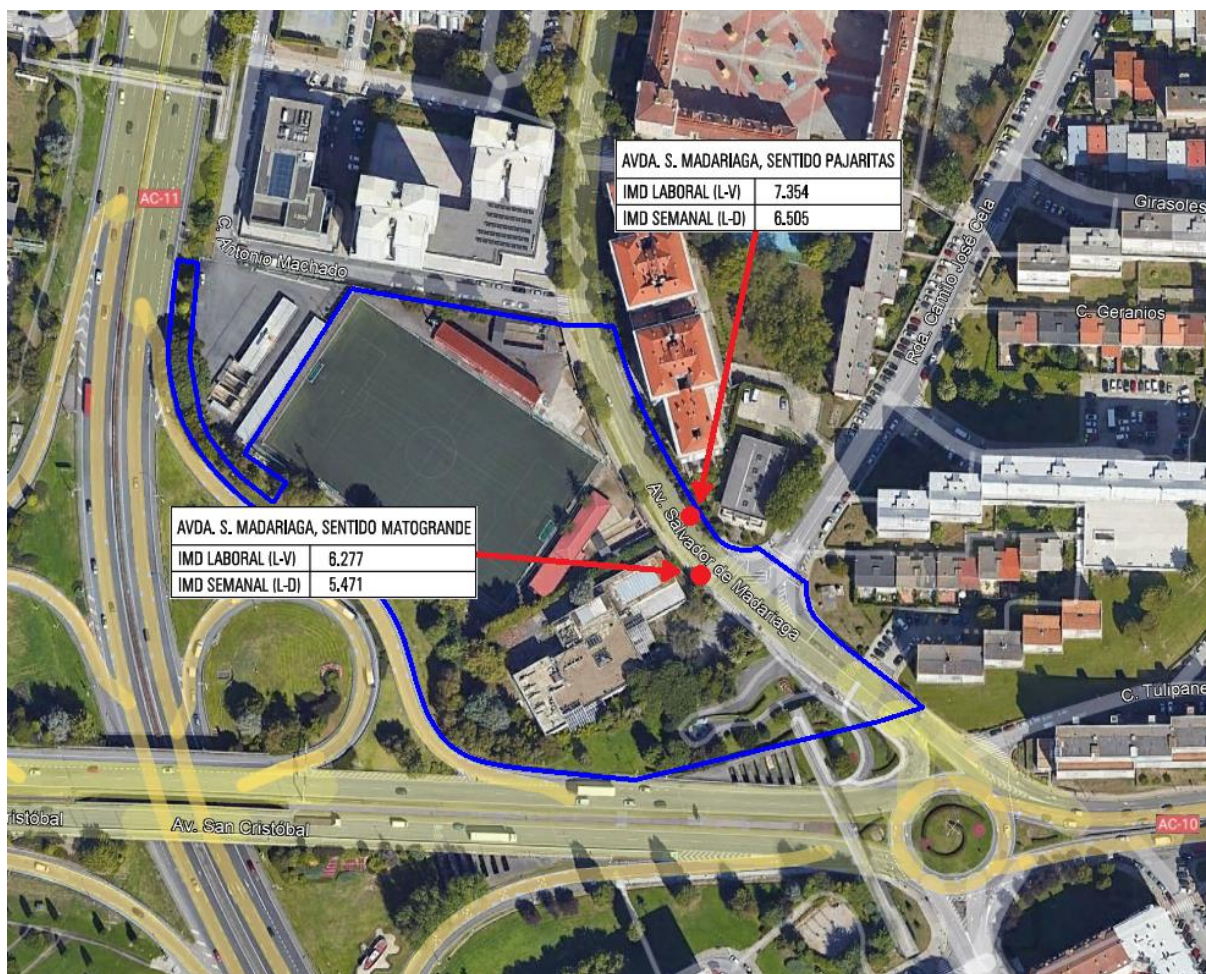 AVDA. S. MADARIAGA, SENTIDO PAJARITAS
IMD LABORAL (L-V) 7.354
IMD SEMANAL (L-D) 6.505
AC-11
Girasoles
C. Antonio Machado
Rda. Camilo José Cela
C. Geranios
Av. Salvador de Madariaga
AVDA. S. MADARIAGA, SENTIDO MATOGRANDE
IMD LABORAL (L-V) 6.277
IMD SEMANAL (L-D) 5.471
C. Tulipane
ristóbal
Av. San Cristóbal
AC-10